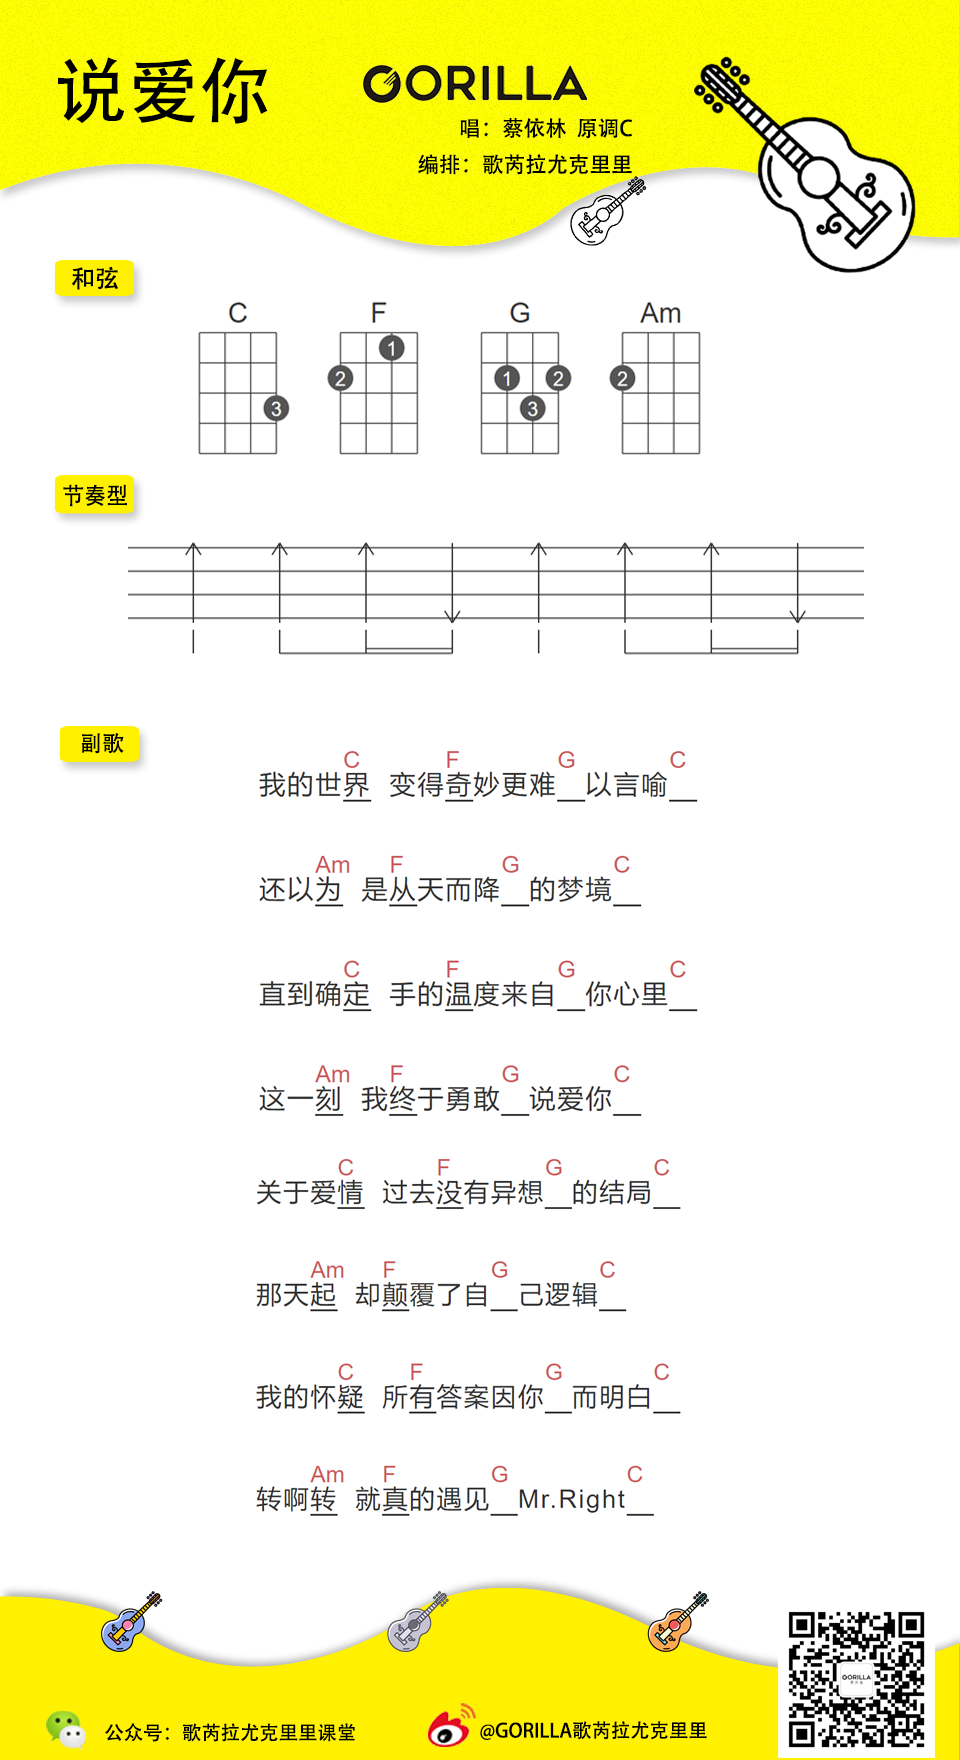 说爱你
GORILLA
唱：蔡依林 原调C
编排：歌芮拉尤克里里
和弦
C F G Am
1
2 1 2 2
3 3
节奏型
副歌
C F G C
我的世界 变得奇妙更难__以言喻__
Am F G C
还以为 是从天而降__的梦境__
C F G C
直到确定 手的温度来自__你心里__
Am F G C
这一刻 我终于勇敢__说爱你__
C F G C
关于爱情 过去没有异想__的结局__
Am F G C
那天起 却颠覆了自__己逻辑__
C F G C
我的怀疑 所有答案因你__而明白__
Am F G C
转啊转 就真的遇见__Mr.Right__
GORILLA
公众号：歌芮拉尤克里里课堂
@GORILLA歌芮拉尤克里里